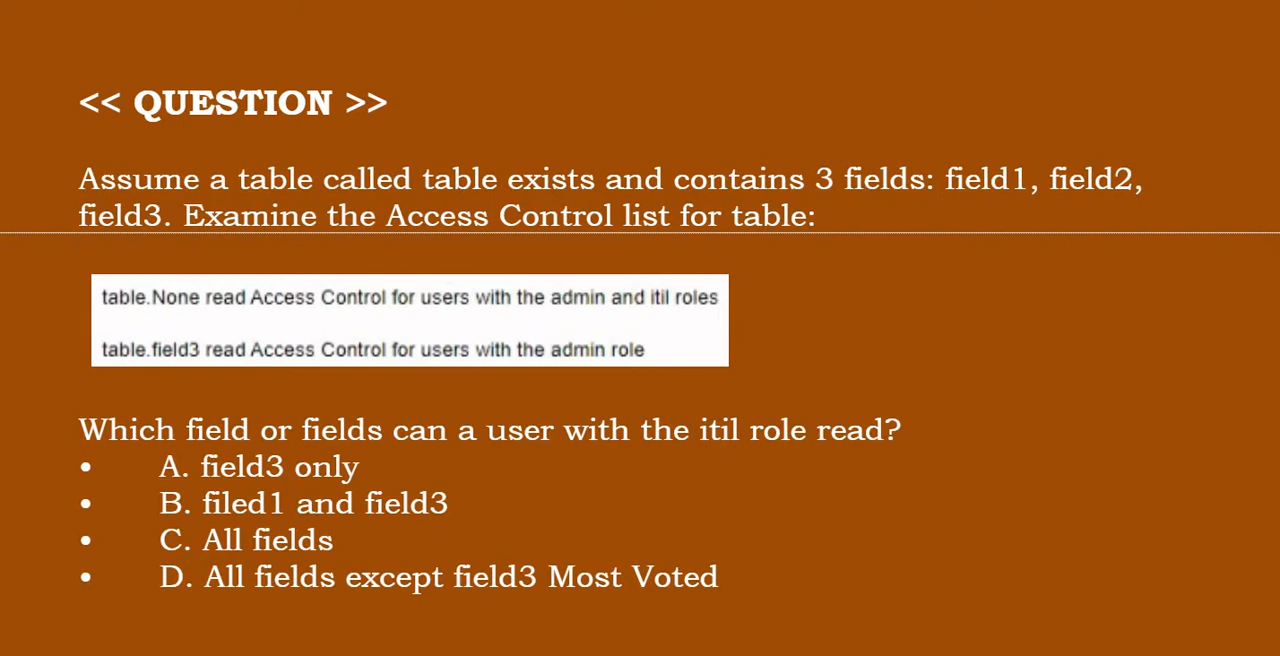 << QUESTION >>
Assume a table called table exists and contains 3 fields: field1, field2,
field3. Examine the Access Control list for table:
table.None read Access Control for users with the admin and itil roles
table.field3 read Access Control for users with the admin role
Which field or fields can a user with the itil role read?
• A. field3 only
• B. filed1 and field3
• C. All fields
• D. All fields except field3 Most Voted